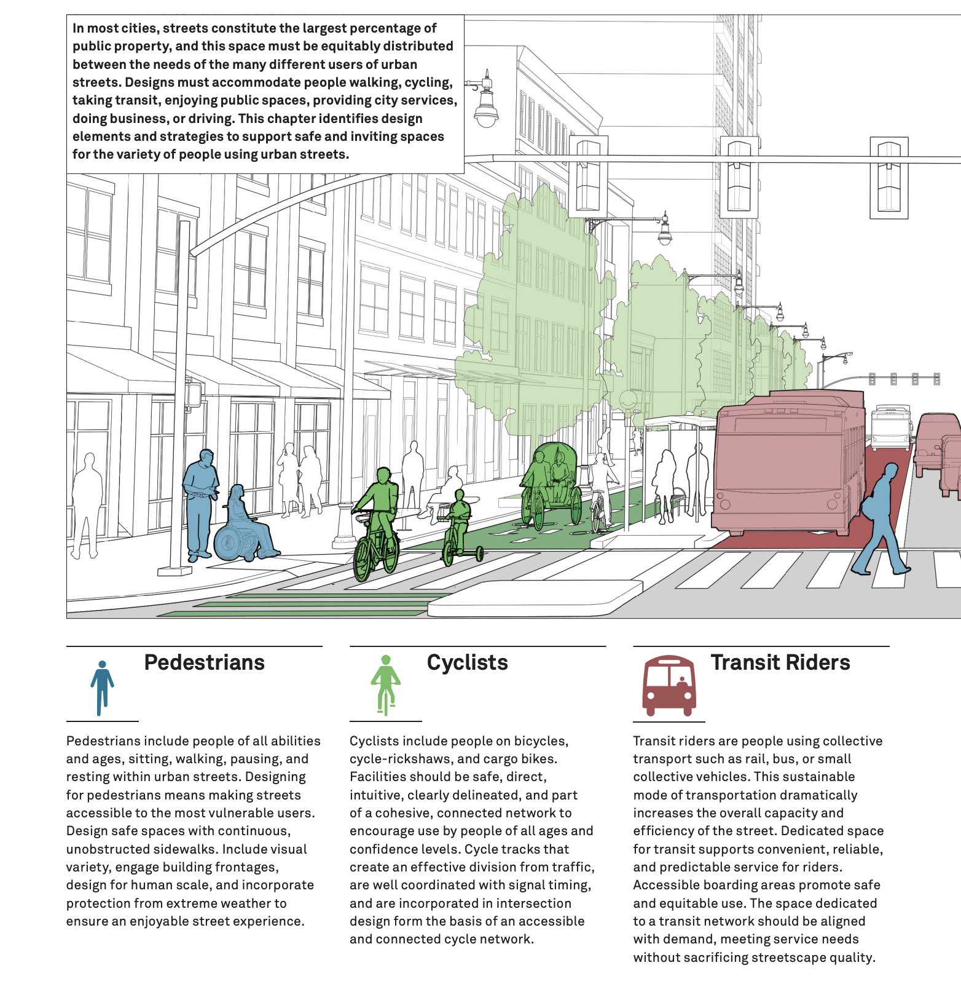 In most cities, streets constitute the largest percentage of
public property, and this space must be equitably distributed
between the needs of the many different users of urban
streets. Designs must accommodate people walking, cycling,
taking transit, enjoying public spaces, providing city services,
doing business, or driving. This chapter identifies design
elements and strategies to support safe and inviting spaces
for the variety of people using urban streets.
Pedestrians
Pedestrians include people of all abilities
and ages, sitting, walking, pausing, and
resting within urban streets. Designing
for pedestrians means making streets
accessible to the most vulnerable users.
Design safe spaces with continuous,
unobstructed sidewalks. Include visual
variety, engage building frontages,
design for human scale, and incorporate
protection from extreme weather to
ensure an enjoyable street experience.
Cyclists
Cyclists include people on bicycles,
cycle-rickshaws, and cargo bikes.
Facilities should be safe, direct,
intuitive, clearly delineated, and part
of a cohesive, connected network to
encourage use by people of all ages and
confidence levels. Cycle tracks that
create an effective division from traffic,
are well coordinated with signal timing,
and are incorporated in intersection
design form the basis of an accessible
and connected cycle network.
Transit Riders
Transit riders are people using collective
transport such as rail, bus, or small
collective vehicles. This sustainable
mode of transportation dramatically
increases the overall capacity and
efficiency of the street. Dedicated space
for transit supports convenient, reliable,
and predictable service for riders.
Accessible boarding areas promote safe
and equitable use. The space dedicated
to a transit network should be aligned
with demand, meeting service needs
without sacrificing streetscape quality.